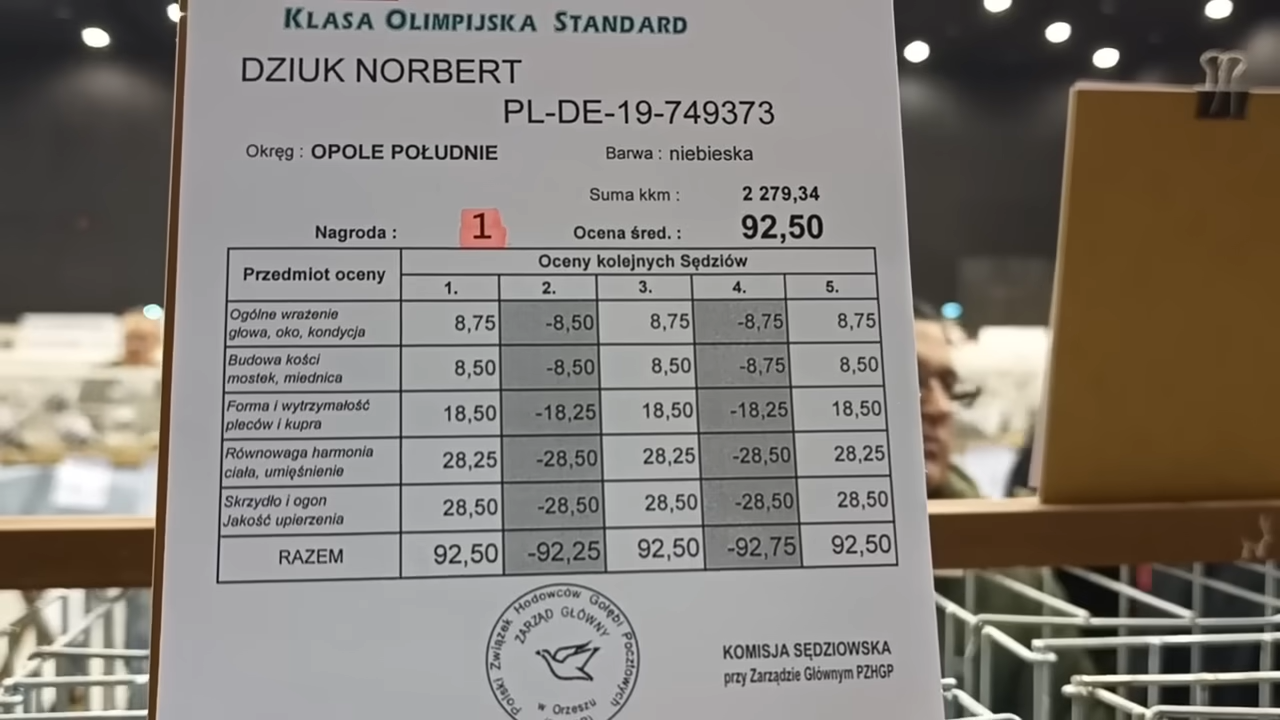 KLASA OLIMPIJSKA STANDARD
DZIUK NORBERT
PL-DE-19-749373
Okręg : OPOLE POŁUDNIE Barwa : niebieska
Suma kkm : 2 279,34
Nagroda : 1 Ocena śred. : 92,50
Przedmiot oceny Oceny kolejnych Sędziów
1. 2. 3. 4. 5.
Ogólne wrażenie
głowa, oko, kondycja 8,75 -8,50 8,75 -8,75 8,75
Budowa kości
mostek, miednica 8,50 -8,50 8,50 -8,75 8,50
Forma i wytrzymałość
pleców i kupra 18,50 -18,25 18,50 -18,25 18,50
Równowaga harmonia
ciała, umięśnienie 28,25 -28,50 28,25 -28,50 28,25
Skrzydło i ogon
Jakość upierzenia 28,50 -28,50 28,50 -28,50 28,50
RAZEM 92,50 -92,25 92,50 -92,75 92,50
Polski Związek Hodowców Gołębi Pocztowych
ZARZĄD GŁÓWNY
w Orzeszu
KOMISJA SĘDZIOWSKA
przy Zarządzie Głównym PZHGP